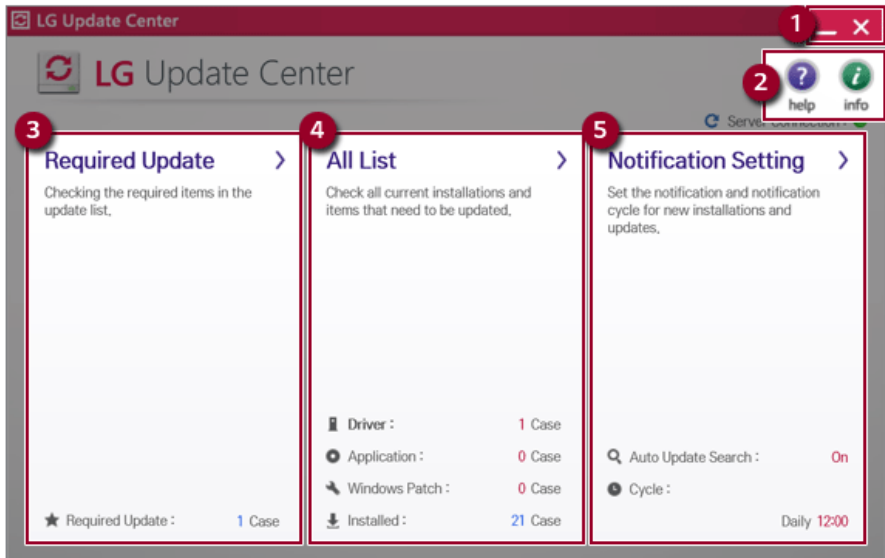 LG Update Center
1
LG Update Center
2
help info
Server Connection :
3
Required Update >
Checking the required items in the
update list,
Required Update : 1 Case
4
All List >
Check all current installations and
items that need to be updated,
Driver : 1 Case
Application : 0 Case
Windows Patch : 0 Case
Installed : 21 Case
5
Notification Setting >
Set the notification and notification
cycle for new installations and
updates,
Auto Update Search : On
Cycle :
Daily 12:00